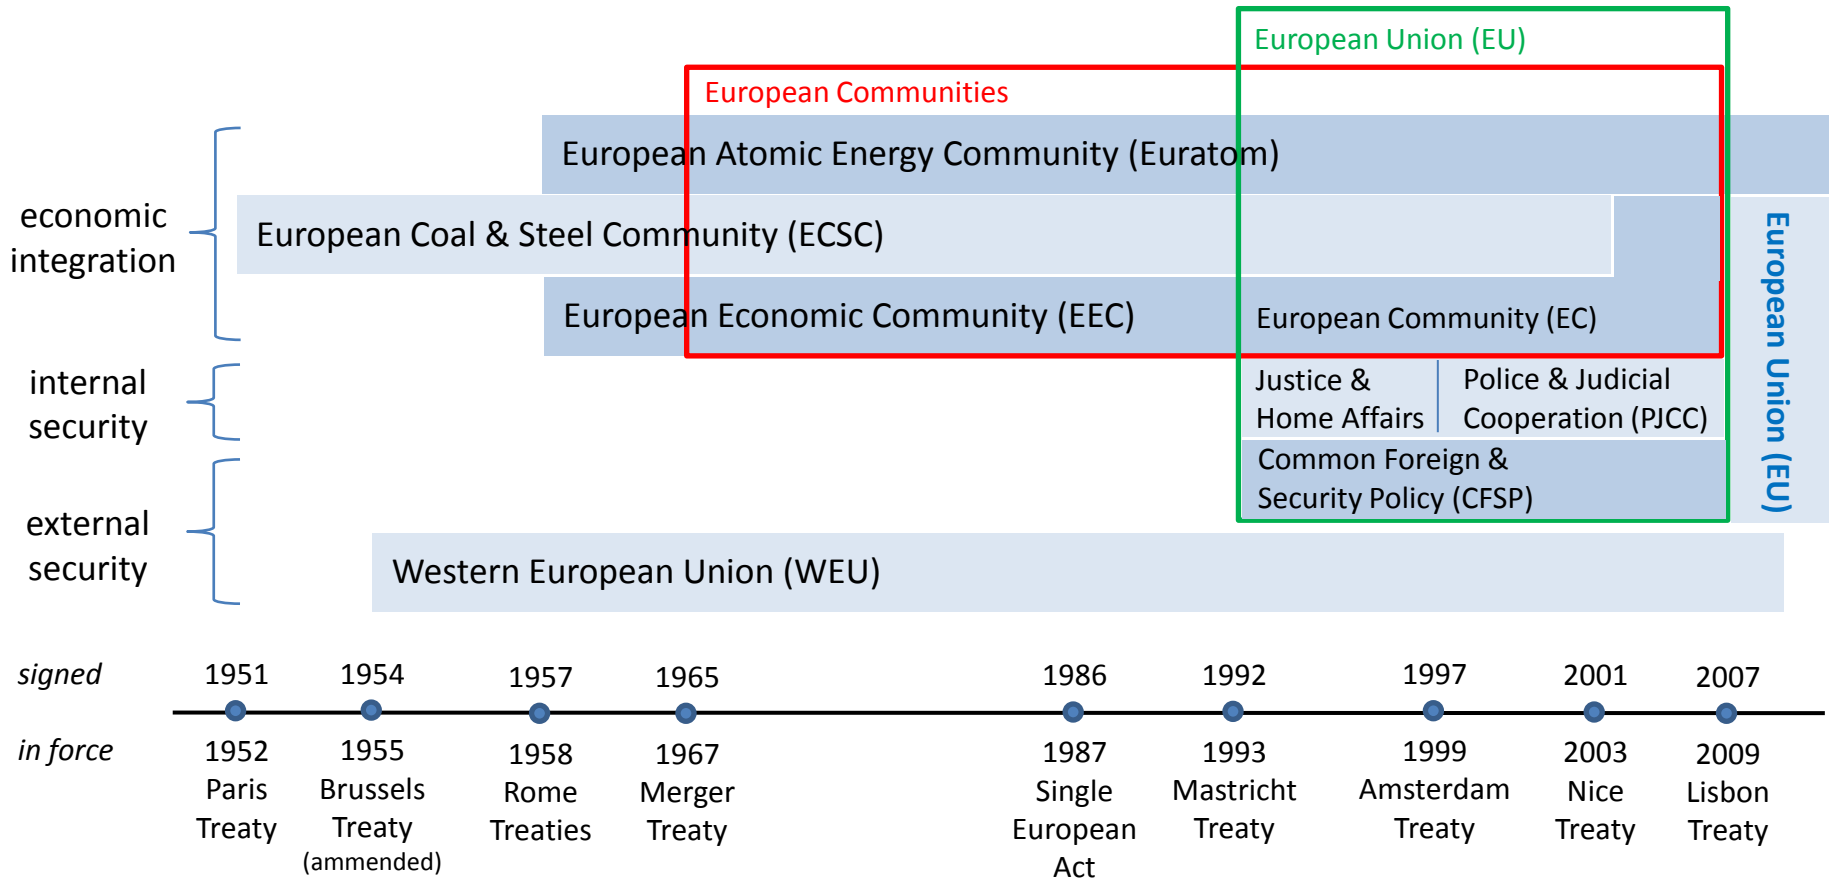 European Union (EU)
European Communities
European Atomic Energy Community (Euratom)
economic
integration
European Coal & Steel Community (ECSC)
European Economic Community (EEC)
European Community (EC)
European Union (EU)
internal
security
Justice &
Home Affairs
Police & Judicial
Cooperation (PJCC)
external
security
Common Foreign &
Security Policy (CFSP)
Western European Union (WEU)
signed
1951
1954
1957
1965
1986
1992
1997
2001
2007
in force
1952
Paris
Treaty
1955
Brussels
Treaty
(ammended)
1958
Rome
Treaties
1967
Merger
Treaty
1987
Single
European
Act
1993
Mastricht
Treaty
1999
Amsterdam
Treaty
2003
Nice
Treaty
2009
Lisbon
Treaty